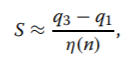 S ≈ q₃ − q₁ / η(n),